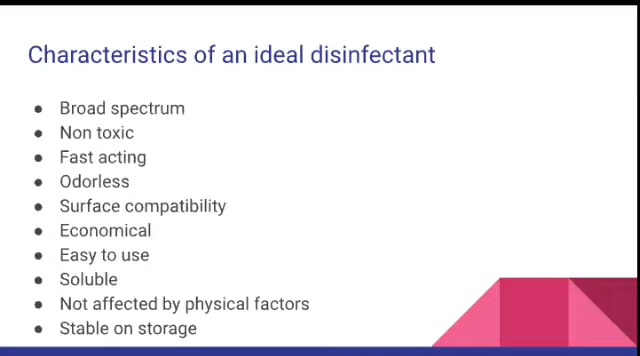 Characteristics of an ideal disinfectant
● Broad spectrum
● Non toxic
● Fast acting
● Odorless
● Surface compatibility
● Economical
● Easy to use
● Soluble
● Not affected by physical factors
● Stable on storage